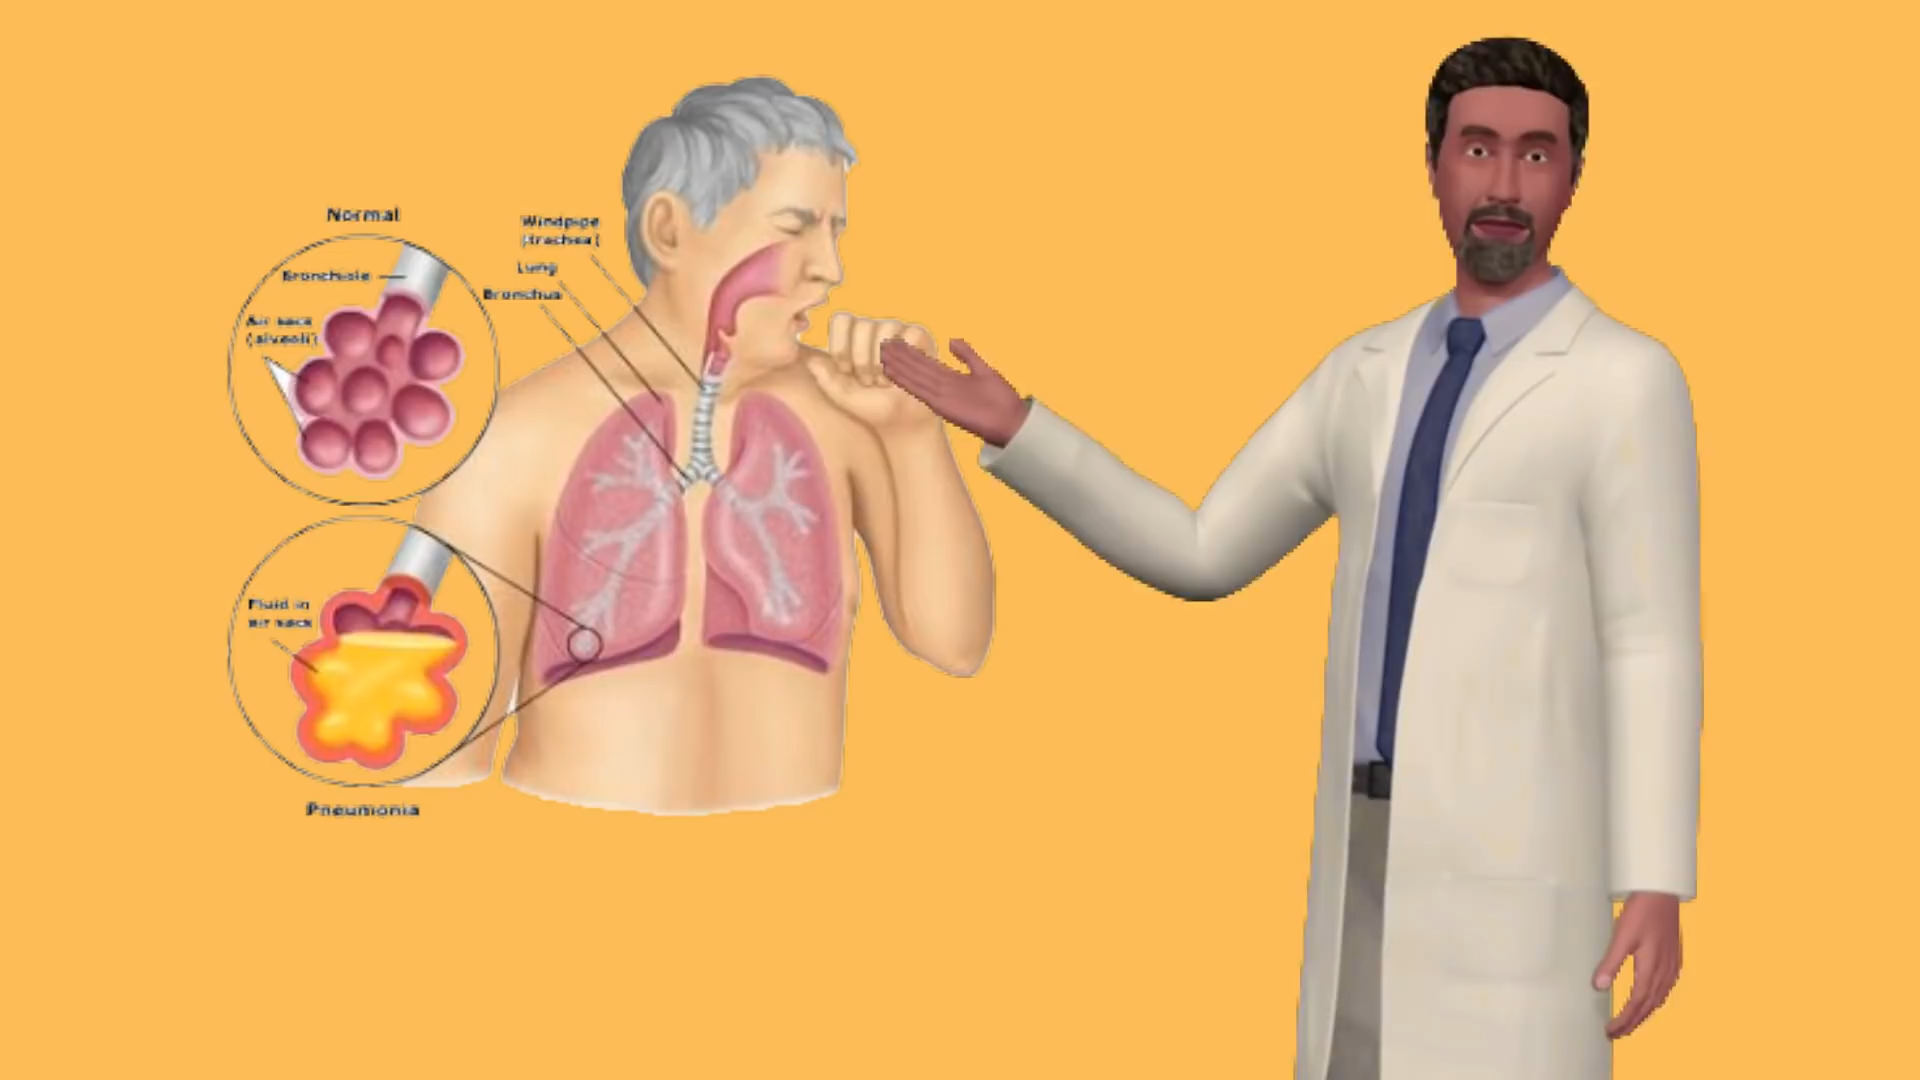 Normal
Bronchiole
Air sacs
(alveoli)
Windpipe
(trachea)
Lung
Bronchus
Fluid in
air sacs
Pneumonia